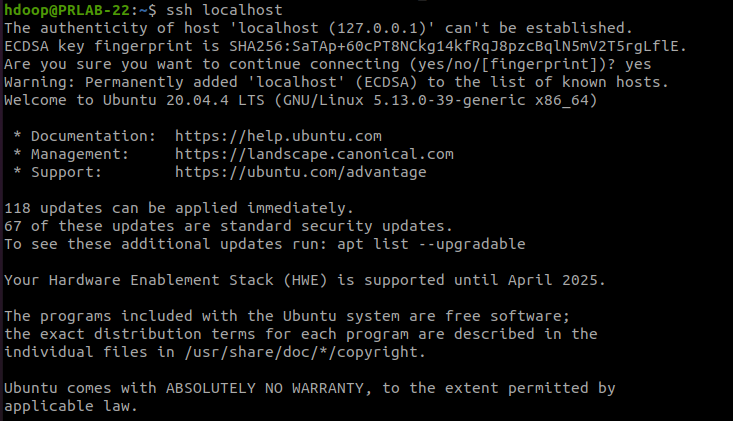 hdoop@PRLAB-22:~$ ssh localhost
The authenticity of host 'localhost (127.0.0.1)' can't be established.
ECDSA key fingerprint is SHA256:SaTAp+60cPT8NCkg14kfRqJ8pzcBqlN5mV2T5rgLflE.
Are you sure you want to continue connecting (yes/no/[fingerprint])? yes
Warning: Permanently added 'localhost' (ECDSA) to the list of known hosts.
Welcome to Ubuntu 20.04.4 LTS (GNU/Linux 5.13.0-39-generic x86_64)
* Documentation:  https://help.ubuntu.com
* Management:     https://landscape.canonical.com
* Support:        https://ubuntu.com/advantage
118 updates can be applied immediately.
67 of these updates are standard security updates.
To see these additional updates run: apt list --upgradable
Your Hardware Enablement Stack (HWE) is supported until April 2025.
The programs included with the Ubuntu system are free software;
the exact distribution terms for each program are described in the
individual files in /usr/share/doc/*/copyright.
Ubuntu comes with ABSOLUTELY NO WARRANTY, to the extent permitted by
applicable law.